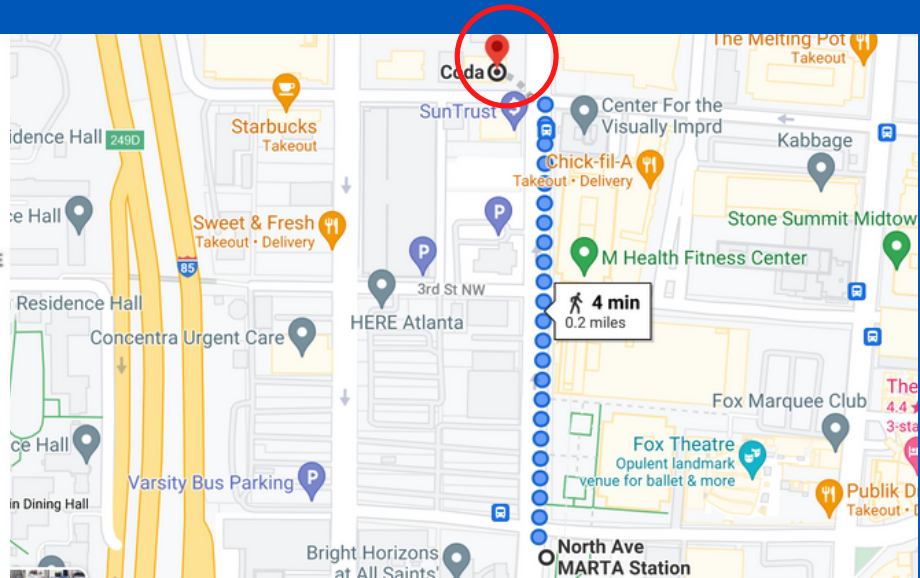 The Melting Pot
Takeout
Coda
SunTrust
Center For the
Visually Imprd
Starbucks
Takeout
idence Hall
249D
Kabbage
Chick-fil-A
Takeout · Delivery
ce Hall
P
Stone Summit Midtow
Sweet & Fresh
Takeout · Delivery
P
M Health Fitness Center
85
3rd St NW
4 min
0.2 miles
Residence Hall
HERE Atlanta
Concentra Urgent Care
The
4.4
3-sta
Fox Marquee Club
ce Hall
Fox Theatre
Opulent landmark
venue for ballet & more
Varsity Bus Parking
P
Publik D
Takeout ·
in Dining Hall
North Ave
MARTA Station
Bright Horizons
at All Saints'